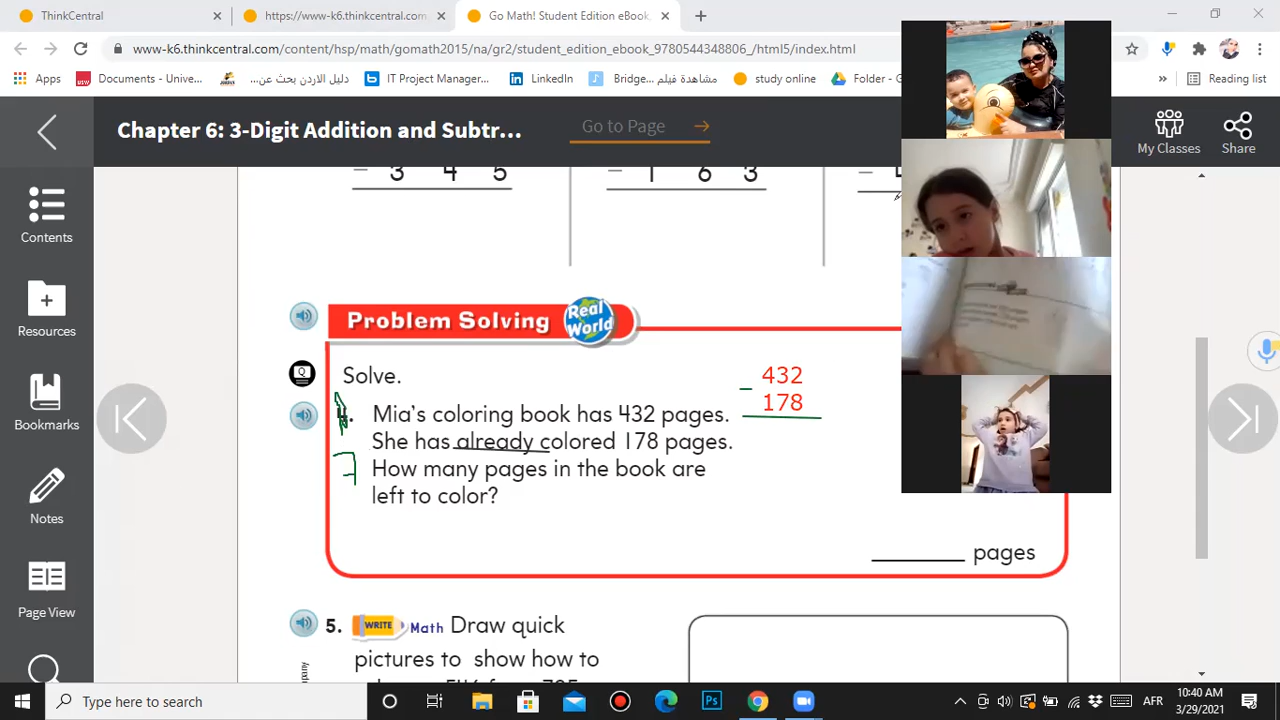 ThinkCentral
https://www-k6.thinkcentral.com
Go Math! Student Edition eBook.
www-k6.thinkcentral.com/content/hsp/math/gomath2015/na/gr2/student_edition_ebook_9780544348806_/html5/index.html
Apps
Documents - Unive...
الاردن بحث عن...
IT Project Manager...
LinkedIn
Bridge...
مشاهدة فيلم
story online
Folder - G
Reading list
Chapter 6: 3-Digit Addition and Subtr...
Go to Page
My Classes
Share
Contents
Resources
Bookmarks
Notes
Page View
− 3 4 5
− 1 6 3
Problem Solving
Real World
Solve.
432
− 178
4. Mia's coloring book has 432 pages.
She has already colored 178 pages.
How many pages in the book are
left to color?
pages
5. WRITE Math Draw quick
pictures to show how to
Type here to search
AFR
10:40 AM
3/29/2021